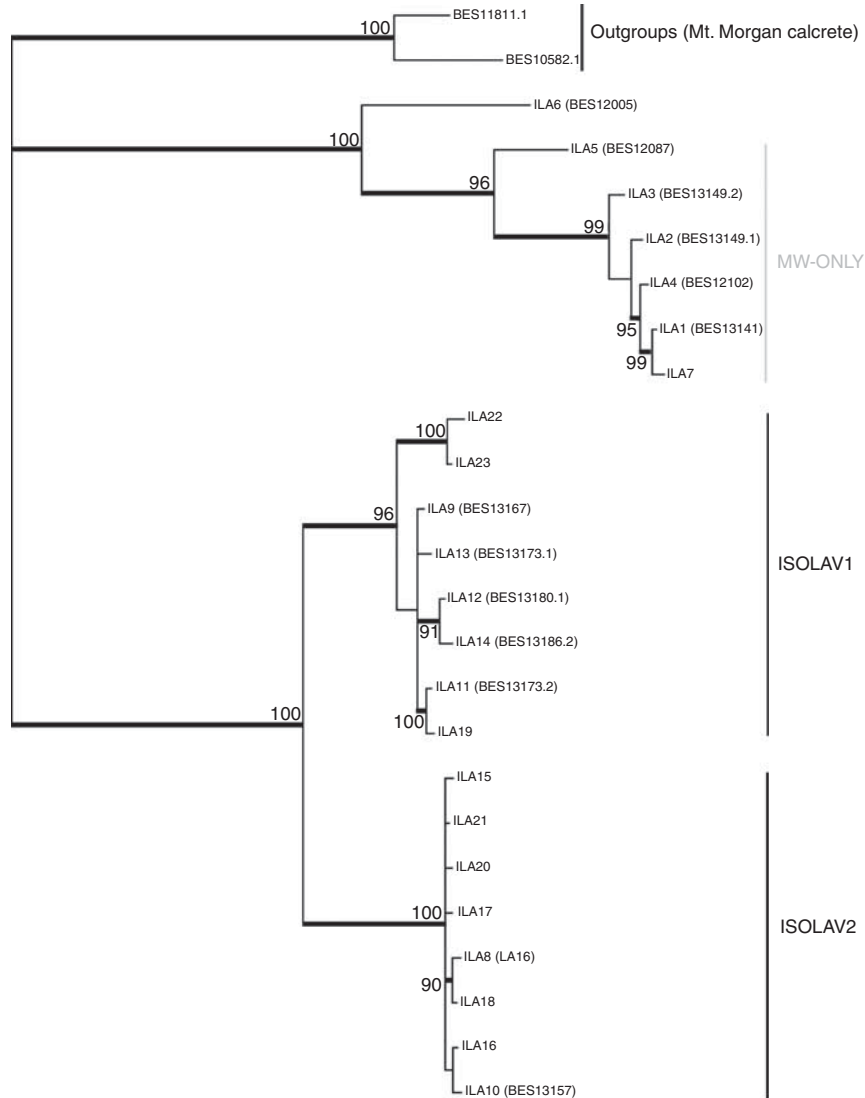 BES11811.1
100
Outgroups (Mt. Morgan calcrete)
BES10582.1
ILA6 (BES12005)
100
ILA5 (BES12087)
96
ILA3 (BES13149.2)
99
ILA2 (BES13149.1)
MW-ONLY
ILA4 (BES12102)
95
ILA1 (BES13141)
99
ILA7
ILA22
100
ILA23
96
ILA9 (BES13167)
ILA13 (BES13173.1)
ISOLAV1
ILA12 (BES13180.1)
91
ILA14 (BES13186.2)
ILA11 (BES13173.2)
100
100
ILA19
ILA15
ILA21
ILA20
100
ILA17
ISOLAV2
ILA8 (LA16)
90
ILA18
ILA16
ILA10 (BES13157)